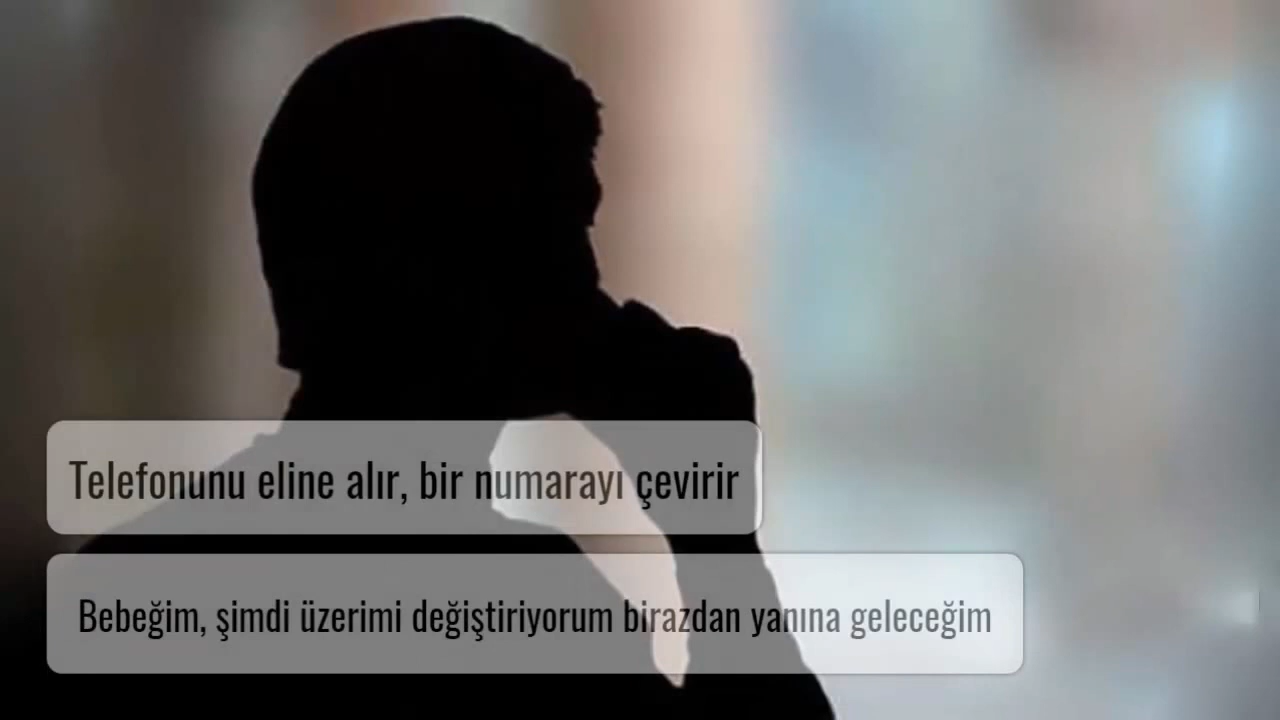 Telefonunu eline alır, bir numarayı çevirir
Bebeğim, şimdi üzerimi değiştiriyorum birazdan yanına geleceğim